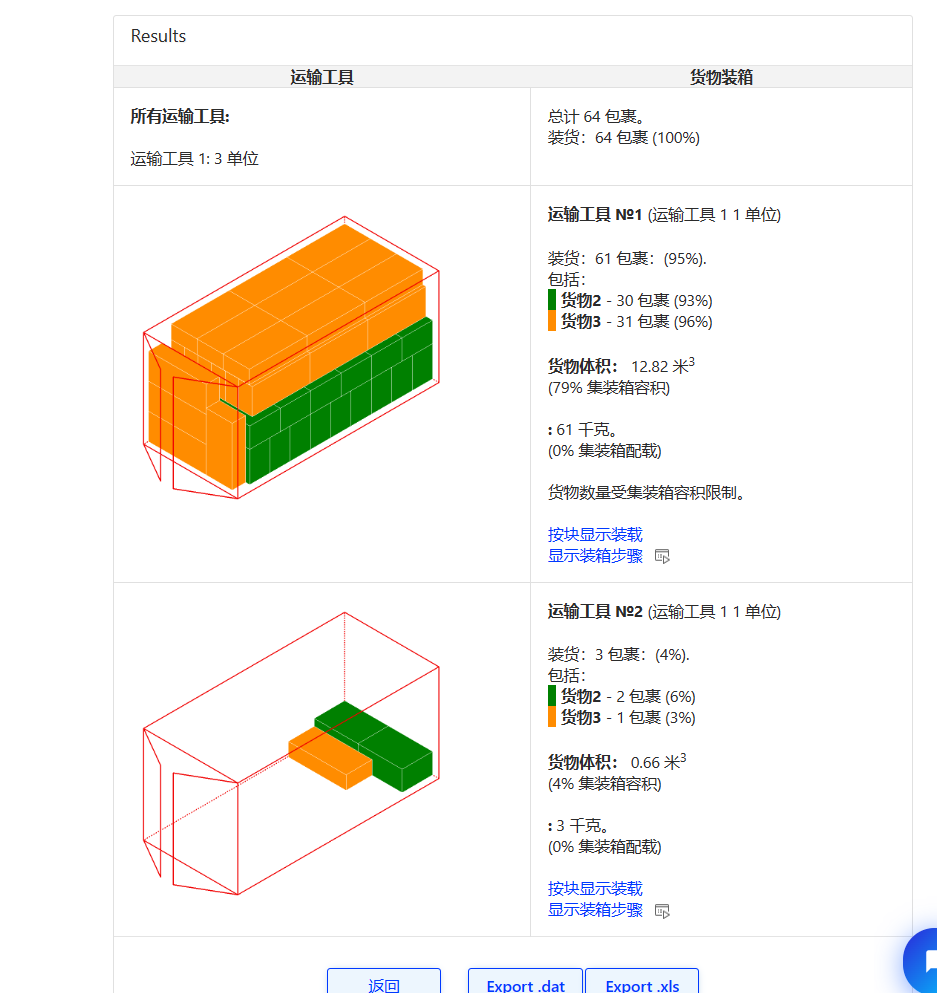 Results
运输工具
货物装箱
所有运输工具:
运输工具 1: 3 单位
总计 64 包裹。
装货：64 包裹 (100%)
运输工具 №1 (运输工具 1 1 单位)
装货：61 包裹：(95%).
包括：
货物2 - 30 包裹 (93%)
货物3 - 31 包裹 (96%)
货物体积： 12.82 米3
(79% 集装箱容积)
: 61 千克。
(0% 集装箱配载)
货物数量受集装箱容积限制。
按块显示装载
显示装箱步骤
运输工具 №2 (运输工具 1 1 单位)
装货：3 包裹：(4%).
包括：
货物2 - 2 包裹 (6%)
货物3 - 1 包裹 (3%)
货物体积： 0.66 米3
(4% 集装箱容积)
: 3 千克。
(0% 集装箱配载)
按块显示装载
显示装箱步骤
返回
Export .dat
Export .xls